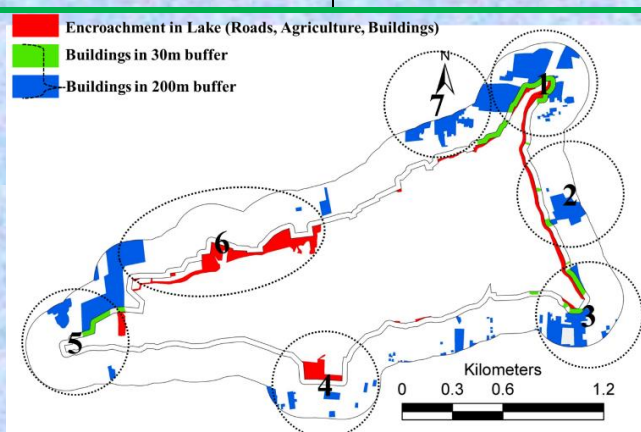 Encroachment in Lake (Roads, Agriculture, Buildings)
Buildings in 30m buffer
Buildings in 200m buffer
N
1
7
2
6
3
5
4
Kilometers
0 0.3 0.6 1.2